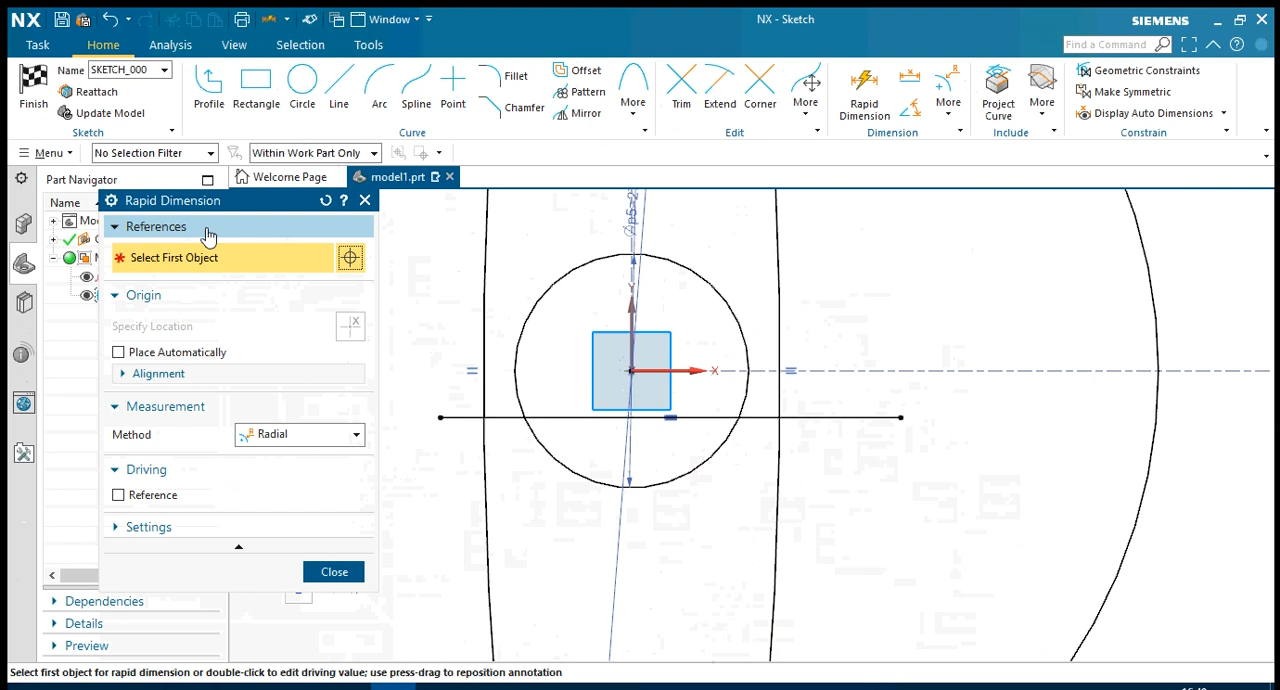 NX
Window
NX - Sketch
SIEMENS
Task
Home
Analysis
View
Selection
Tools
Find a Command
Finish
Name
SKETCH_000
Reattach
Update Model
Sketch
Profile
Rectangle
Circle
Line
Arc
Spline
Point
Fillet
Chamfer
Offset
Pattern
Mirror
More
Curve
Trim
Extend
Corner
More
Edit
Rapid
Dimension
More
Dimension
Project
Curve
More
Include
Geometric Constraints
Make Symmetric
Display Auto Dimensions
Constrain
Menu
No Selection Filter
Within Work Part Only
Part Navigator
Welcome Page
model1.prt
Name
Rapid Dimension
References
* Select First Object
Origin
Specify Location
Place Automatically
Alignment
Measurement
Method
Radial
Driving
Reference
Settings
Close
Dependencies
Details
Preview
Y
X
Select first object for rapid dimension or double-click to edit driving value; use press-drag to reposition annotation